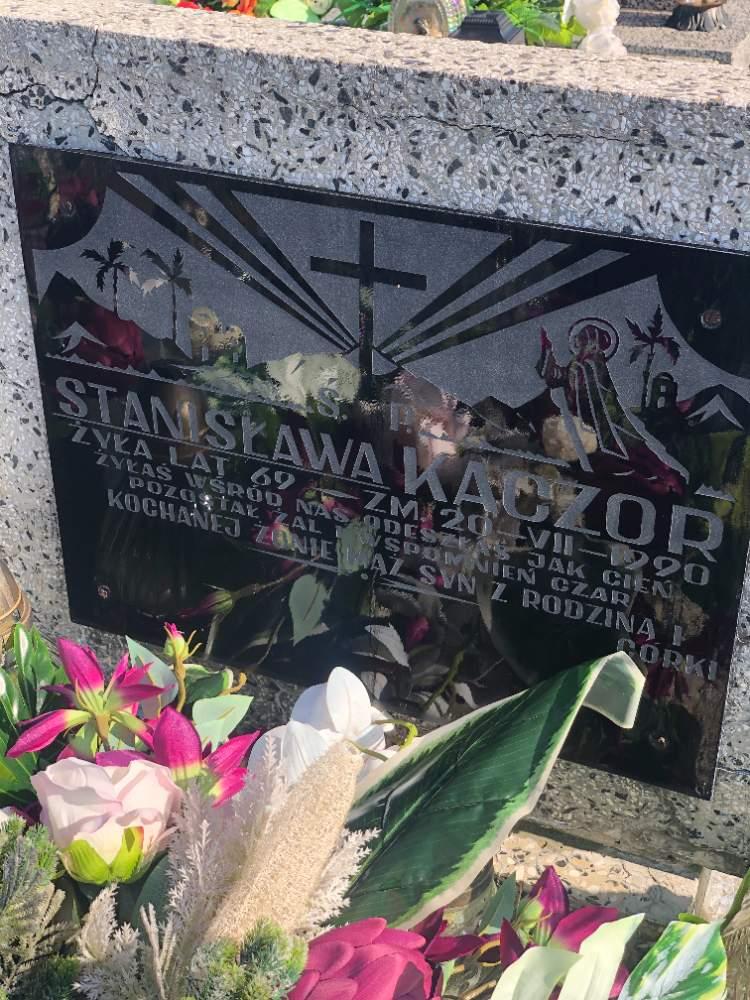 Ś. P.
STANISŁAWA KACZOR
ŻYŁA LAT 69 – ZM. 20–VII–1990
ŻYŁAŚ WŚRÓD NAS ODESZŁAŚ JAK CIEŃ
POZOSTAŁ ŻAL I WSPOMNIEŃ CZAR
KOCHANEJ ŻONIE MĄŻ SYN Z RODZINĄ I
CÓRKI